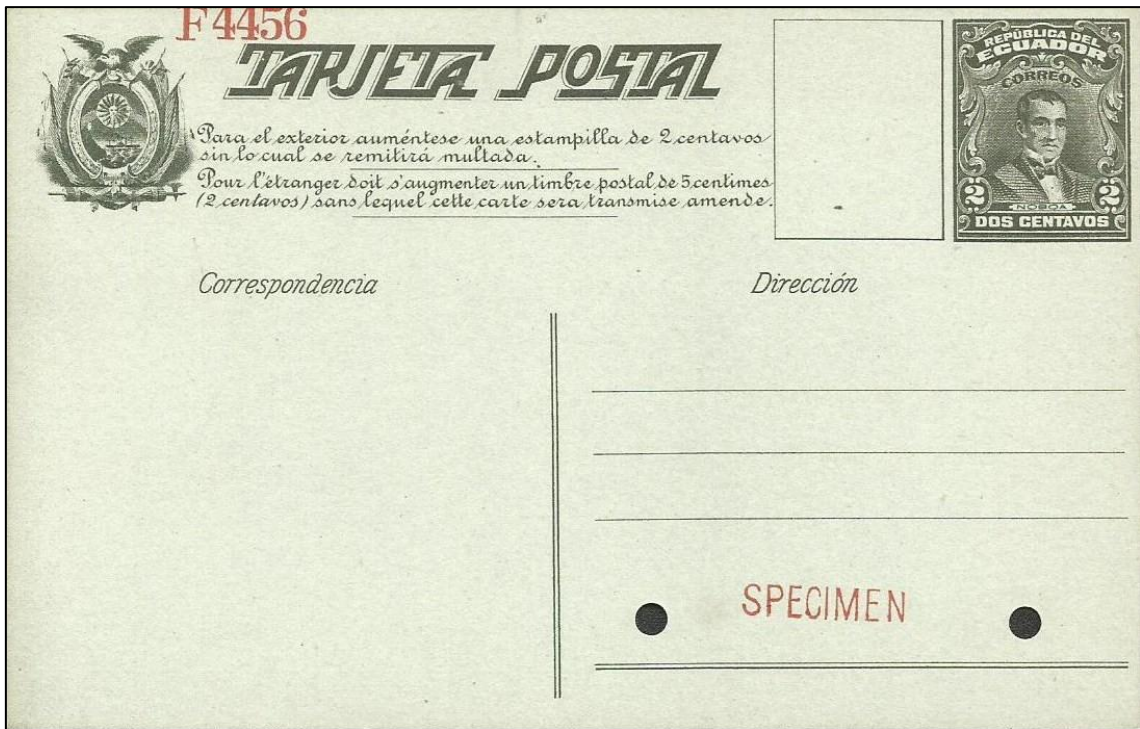 F4456
TARJETA POSTAL
Para el exterior auméntese una estampilla de 2 centavos
sin lo cual se remitirá multada.
Pour l'étranger doit s'augmenter un timbre postal de 5 centimes
(2 centavos) sans lequel cette carte sera transmise amende.
REPÚBLICA DEL
ECUADOR
CORREOS
2 2
NOBOA
DOS CENTAVOS
Correspondencia
Dirección
SPECIMEN